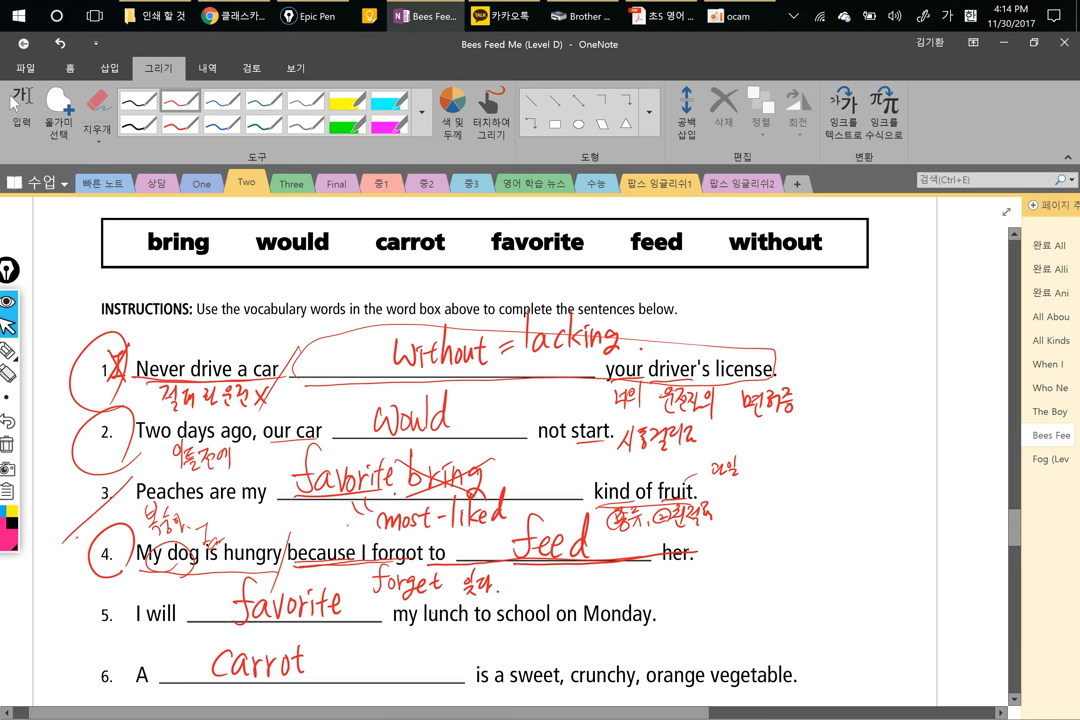 인쇄 할 것 클래스카... Epic Pen Bees Fee... 카카오톡 Brother ... 초5 영어 ... ocam 가 한 4:14 PM
11/30/2017
Bees Feed Me (Level D) - OneNote 김기환
파일 홈 삽입 그리기 내역 검토 보기
입력 올가미 선택 지우개 색 및 두께 터치하여 그리기 공백 삽입 삭제 정렬 회전 잉크를 텍스트로 잉크를 수식으로
도구 도형 편집 변환
수업 빠른 노트 상담 One Two Three Final 중1 중2 중3 영어 학습 뉴스 수능 팝스 잉글리쉬1 팝스 잉글리쉬2 + 검색(Ctrl+E)
페이지 추
완료 All
완료 Alli
완료 Ani
All Abou
All Kinds
When I
Who Ne
The Boy
Bees Fee
Fog (Lev
bring would carrot favorite feed without
INSTRUCTIONS: Use the vocabulary words in the word box above to complete the sentences below.
without = lacking.
1. Never drive a car your driver's license.
절대 운전 X 너의 운전 면허증
2. Two days ago, our car would not start. 시동걸리
이틀전에
과일
3. Peaches are my favorite bring kind of fruit.
복숭아
most-liked
4. My dog is hungry because I forgot to feed her.
forget 잊다.
5. I will favorite my lunch to school on Monday.
6. A carrot is a sweet, crunchy, orange vegetable.